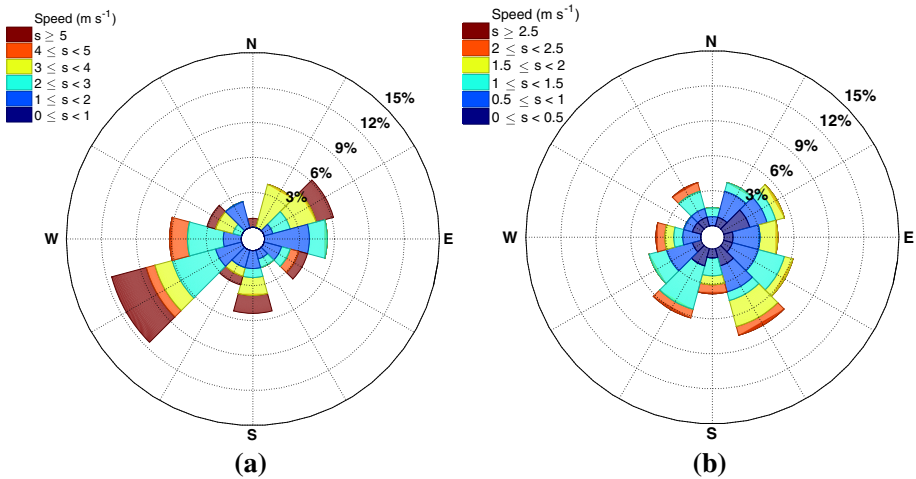 Speed (m s⁻¹)
s ≥ 5
4 ≤ s < 5
3 ≤ s < 4
2 ≤ s < 3
1 ≤ s < 2
0 ≤ s < 1
N
15%
12%
9%
6%
3%
W
E
S
(a)
Speed (m s⁻¹)
s ≥ 2.5
2 ≤ s < 2.5
1.5 ≤ s < 2
1 ≤ s < 1.5
0.5 ≤ s < 1
0 ≤ s < 0.5
N
15%
12%
9%
6%
3%
W
E
S
(b)